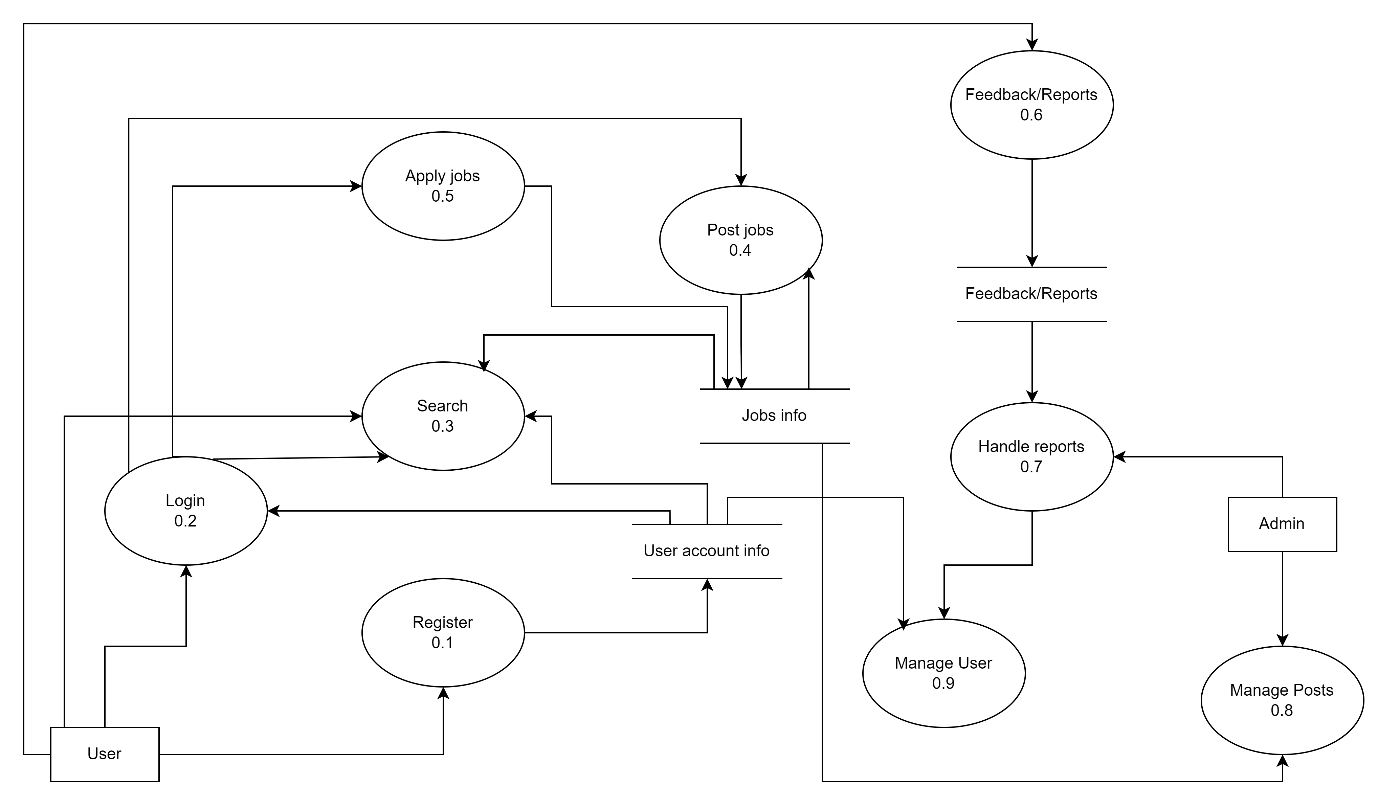 Feedback/Reports
0.6
Apply jobs
0.5
Post jobs
0.4
Feedback/Reports
Search
0.3
Jobs info
Handle reports
0.7
Login
0.2
Admin
User account info
Register
0.1
Manage User
0.9
Manage Posts
0.8
User